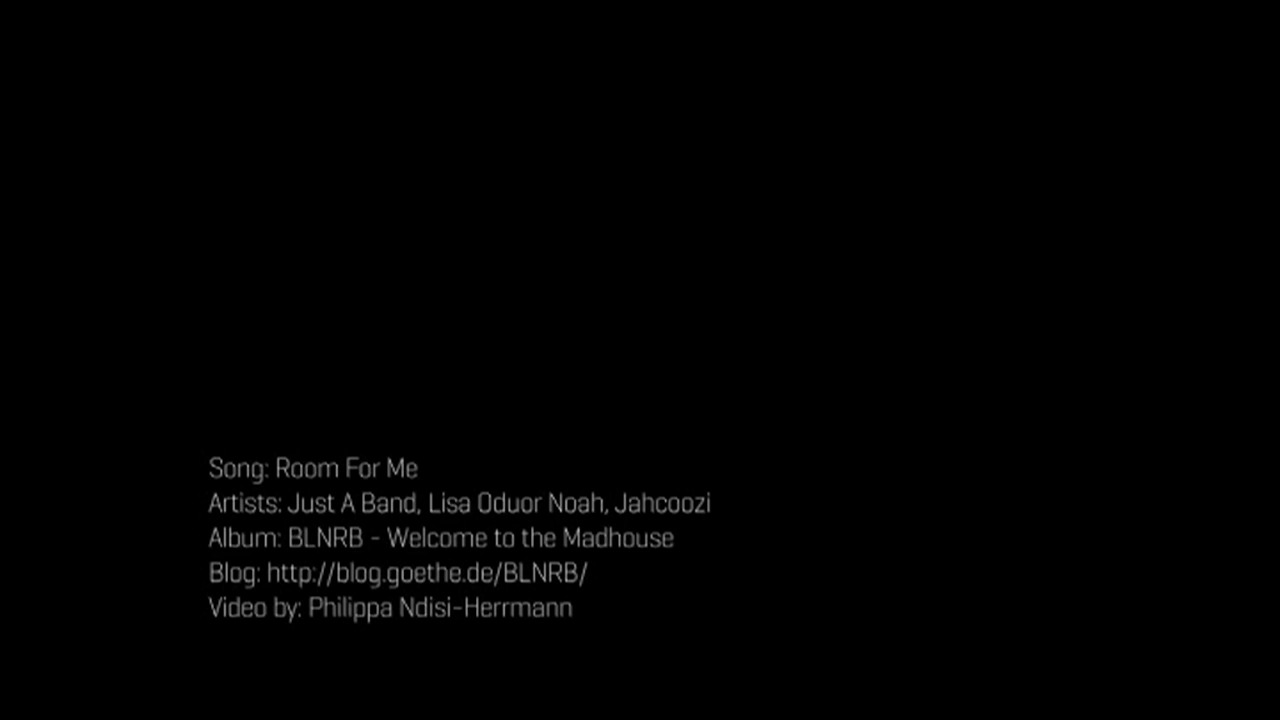 Song: Room For Me
Artists: Just A Band, Lisa Oduor Noah, Jahcoozi
Album: BLNRB - Welcome to the Madhouse
Blog: http://blog.goethe.de/BLNRB/
Video by: Philippa Ndisi-Herrmann